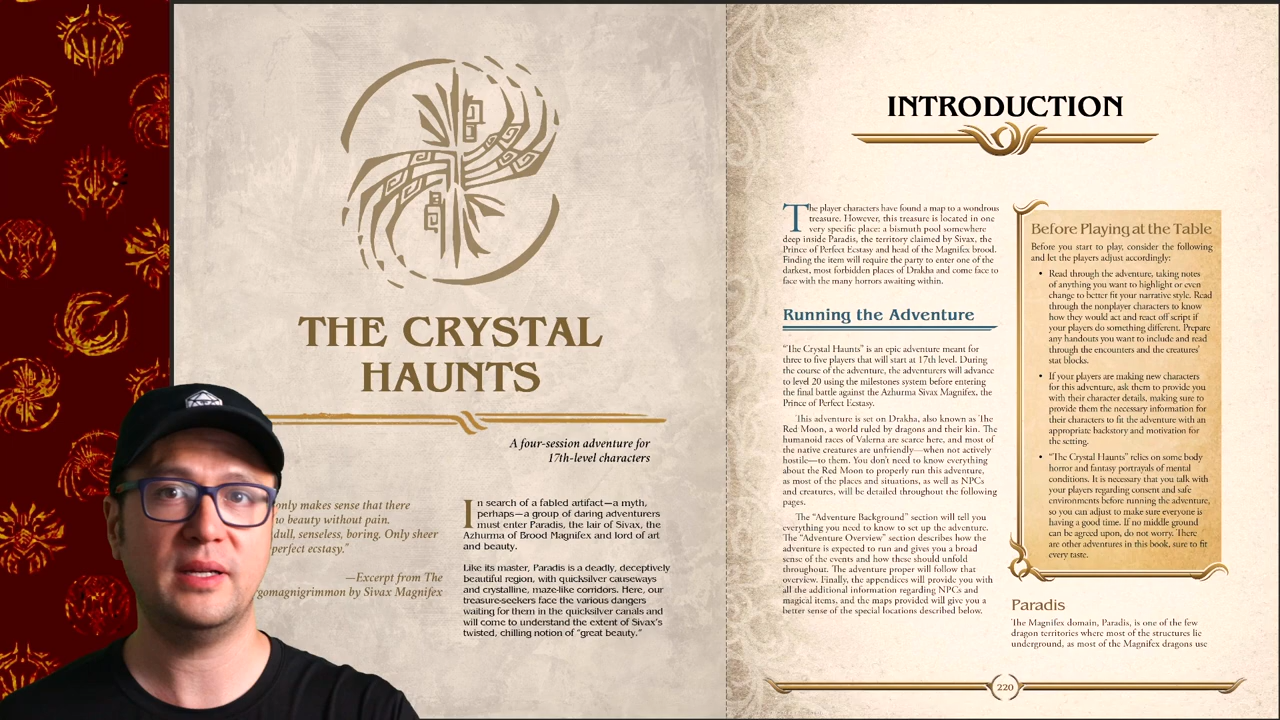 THE CRYSTAL
HAUNTS
A four-session adventure for
17th-level characters
only makes sense that there
no beauty without pain.
dull, senseless, boring. Only sheer
perfect ecstasy."
—Excerpt from The
gomagnigrimmon by Sivax Magnifex
In search of a fabled artifact—a myth,
perhaps—a group of daring adventurers
must enter Paradis, the lair of Sivax, the
Azhurma of Brood Magnifex and lord of art
and beauty.
Like its master, Paradis is a deadly, deceptively
beautiful region, with quicksilver causeways
and crystalline, maze-like corridors. Here, our
treasure-seekers face the various dangers
waiting for them in the quicksilver canals and
will come to understand the extent of Sivax's
twisted, chilling notion of "great beauty."
INTRODUCTION
The player characters have found a map to a wondrous
treasure. However, this treasure is located in one
very specific place: a bismuth pool somewhere
deep inside Paradis, the territory claimed by Sivax, the
Prince of Perfect Ecstasy and head of the Magnifex brood.
Finding the item will require the party to enter one of the
darkest, most forbidden places of Drakha and come face to
face with the many horrors awaiting within.
Running the Adventure
"The Crystal Haunts" is an epic adventure meant for
three to five players that will start at 17th level. During
the course of the adventure, the adventurers will advance
to level 20 using the milestones system before entering
the final battle against the Azhurma Sivax Magnifex, the
Prince of Perfect Ecstasy.
This adventure is set on Drakha, also known as The
Red Moon, a world ruled by dragons and their kin. The
humanoid races of Valerna are scarce here, and most of
the native creatures are unfriendly—when not actively
hostile—to them. You don't need to know everything
about the Red Moon to properly run this adventure,
as most of the places and situations, as well as NPCs
and creatures, will be detailed throughout the following
pages.
The "Adventure Background" section will tell you
everything you need to know to set up the adventure.
The "Adventure Overview" section describes how the
adventure is expected to run and gives you a broad
sense of the events and how these should unfold
throughout. The adventure proper will follow that
overview. Finally, the appendices will provide you with
all the additional information regarding NPCs and
magical items, and the maps provided will give you a
better sense of the special locations described below.
Before Playing at the Table
Before you start to play, consider the following
and let the players adjust accordingly:
• Read through the adventure, taking notes
of anything you want to highlight or even
change to better fit your narrative style. Read
through the nonplayer characters to know
how they would act and react off script if
your players do something different. Prepare
any handouts you want to include and read
through the encounters and the creatures'
stat blocks.
• If your players are making new characters
for this adventure, ask them to provide you
with their character details, making sure to
provide them the necessary information for
their characters to fit the adventure with an
appropriate backstory and motivation for
the setting.
• "The Crystal Haunts" relies on some body
horror and fantasy portrayals of mental
conditions. It is necessary that you talk with
your players regarding consent and safe
environments before running the adventure,
so you can adjust to make sure everyone is
having a good time. If no middle ground
can be agreed upon, do not worry. There
are other adventures in this book, sure to fit
every taste.
Paradis
The Magnifex domain, Paradis, is one of the few
dragon territories where most of the structures lie
underground, as most of the Magnifex dragons use
220